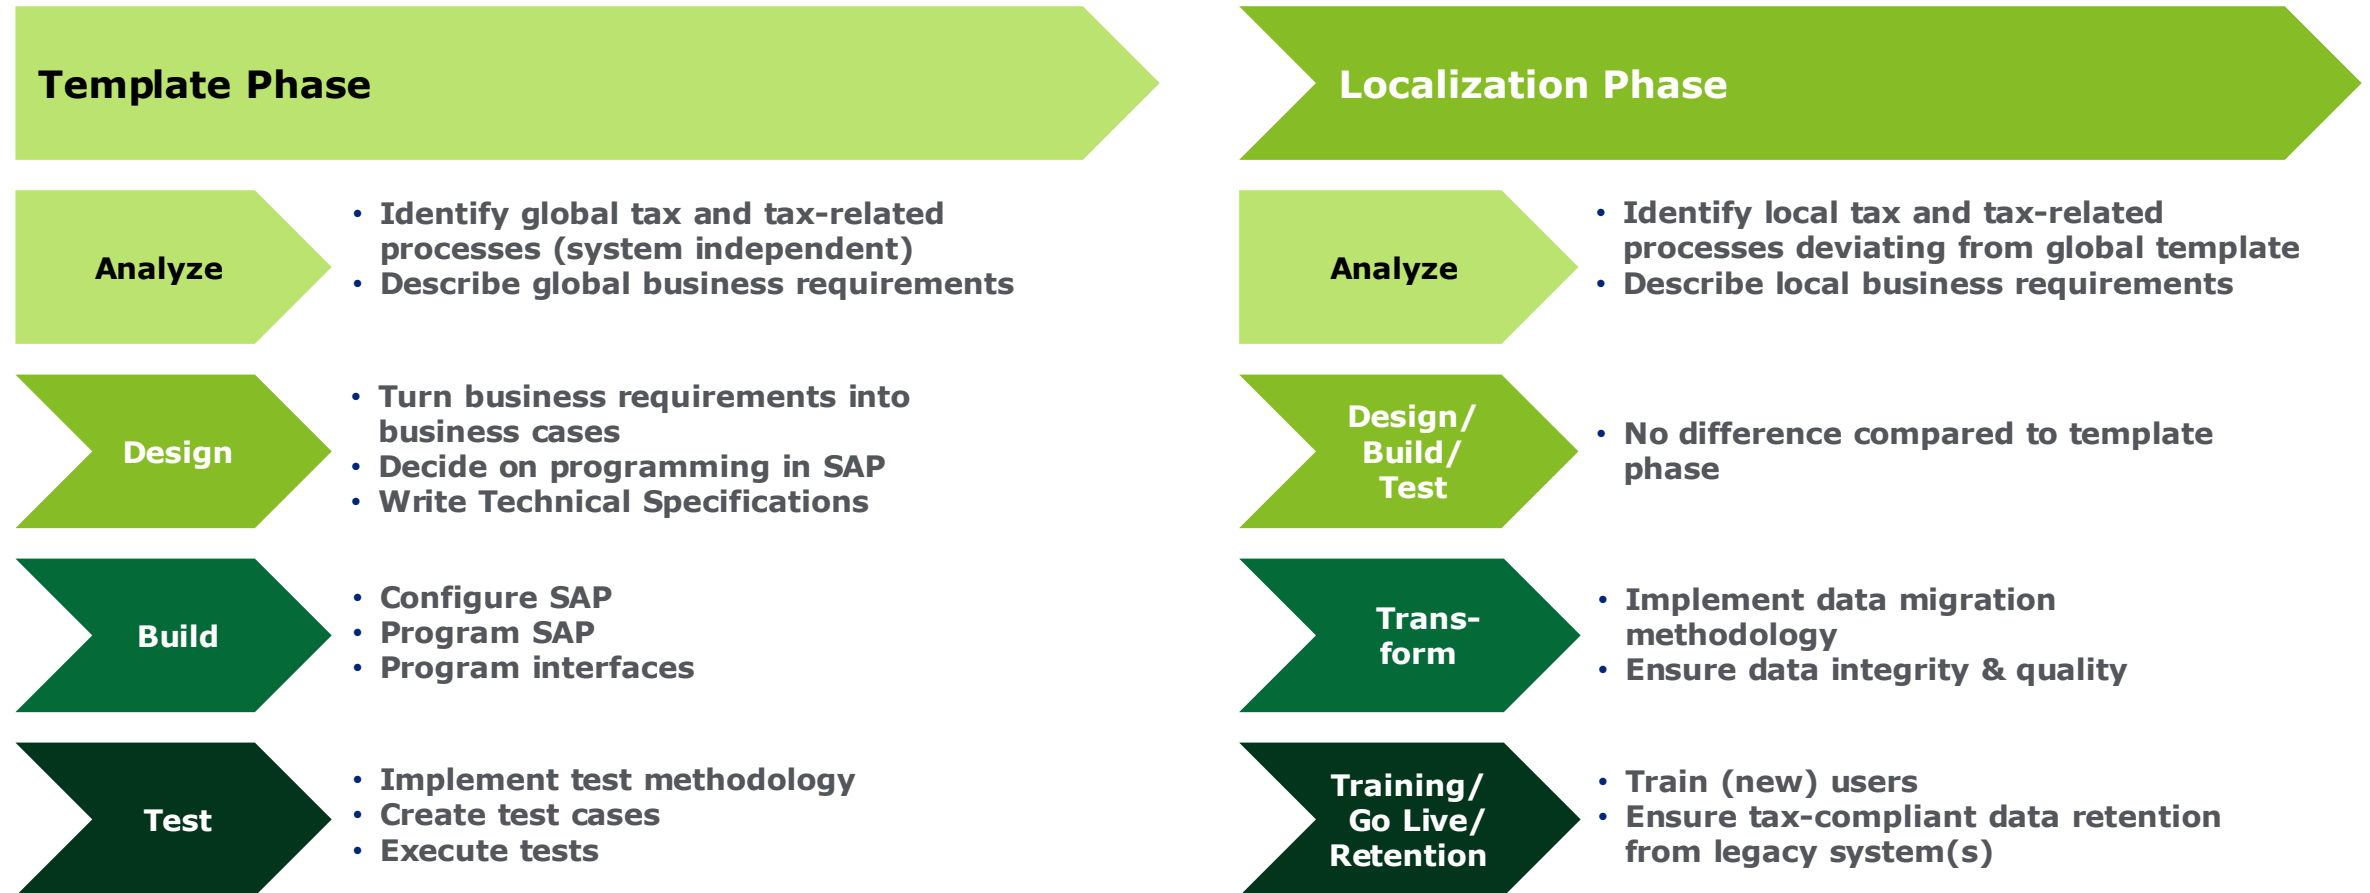 Template Phase
Analyze
• Identify global tax and tax-related
processes (system independent)
• Describe global business requirements
Design
• Turn business requirements into
business cases
• Decide on programming in SAP
• Write Technical Specifications
Build
• Configure SAP
• Program SAP
• Program interfaces
Test
• Implement test methodology
• Create test cases
• Execute tests
Localization Phase
Analyze
• Identify local tax and tax-related
processes deviating from global template
• Describe local business requirements
Design/
Build/
Test
• No difference compared to template
phase
Trans-
form
• Implement data migration
methodology
• Ensure data integrity & quality
Training/
Go Live/
Retention
• Train (new) users
• Ensure tax-compliant data retention
from legacy system(s)